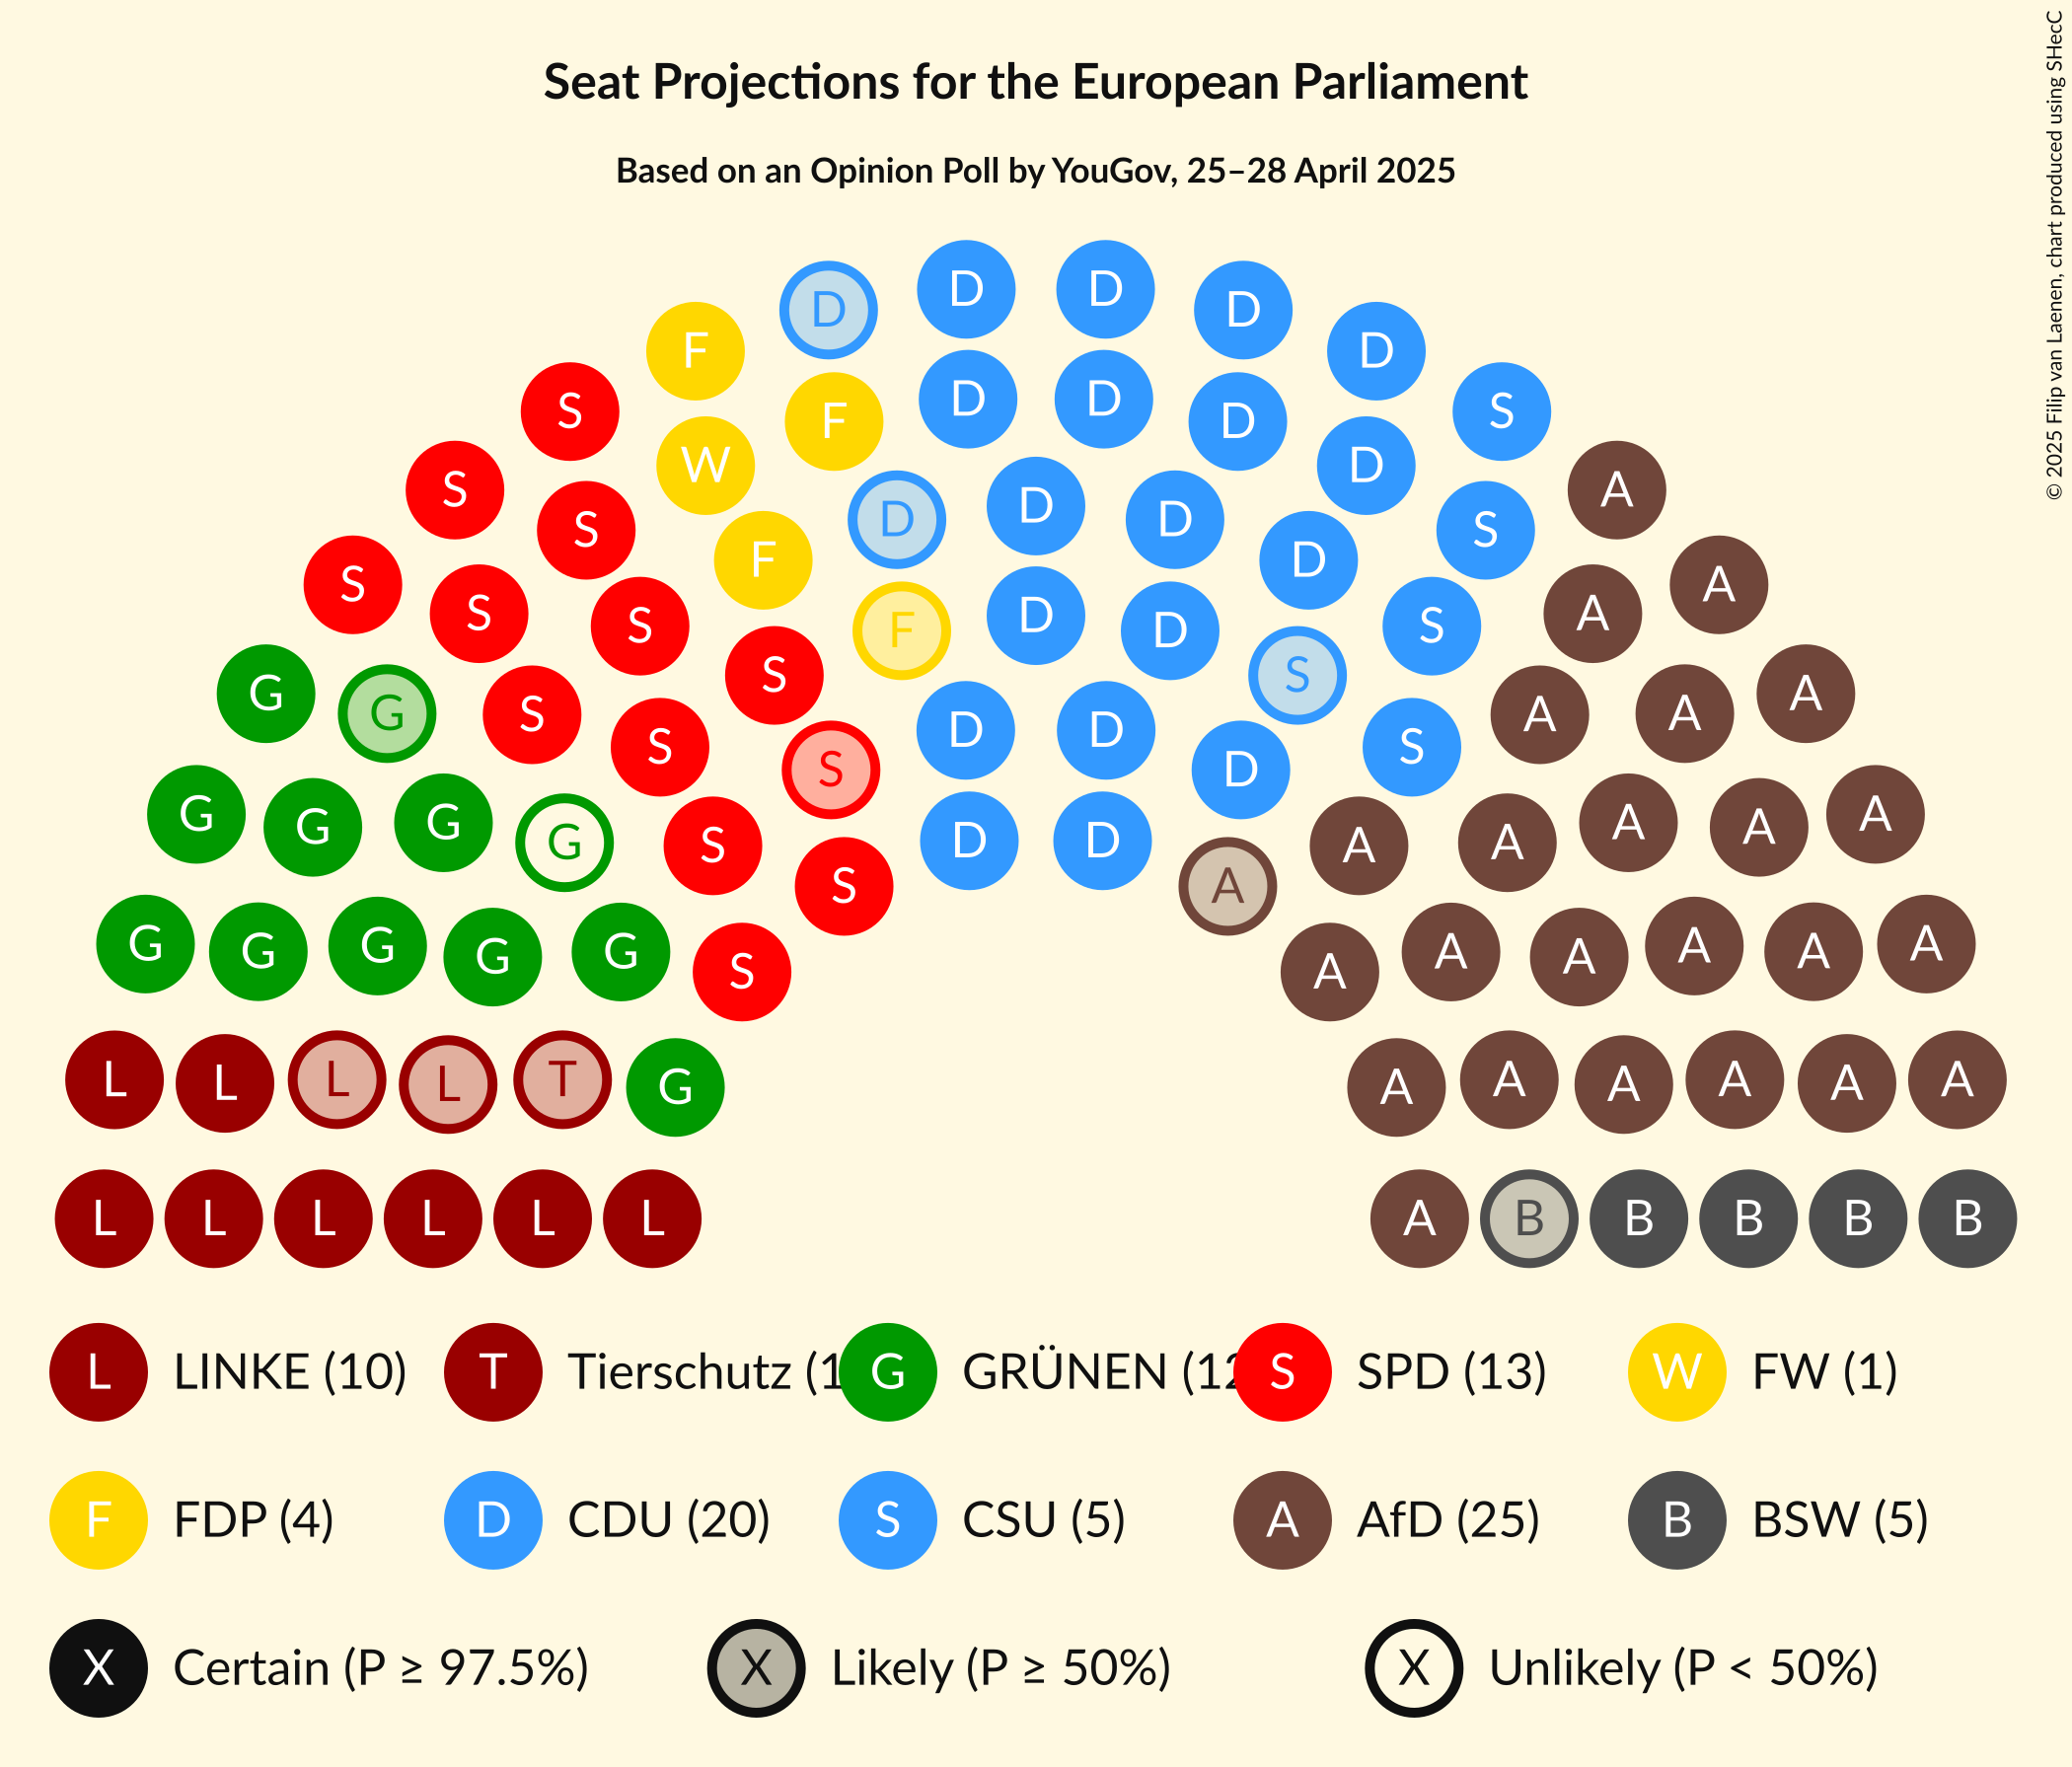 Seat Projections for the European Parliament
Based on an Opinion Poll by YouGov, 25–28 April 2025
© 2025 Filip van Laenen, chart produced using SHecC
D D D D
F D
S F D D D S
S W D A
S D D D S
S F D A
S S F D D S A
G S S A
G S S D D S A A
S D
G G G G S D D A A A A A
S A
G G G G G S A A A A A A
L L L L T G A A A A A A
L L L L L L A B B B B B
L LINKE (10) T Tierschutz (1 G GRÜNEN (12 S SPD (13) W FW (1)
F FDP (4) D CDU (20) S CSU (5) A AfD (25) B BSW (5)
X Certain (P ≥ 97.5%) X Likely (P ≥ 50%) X Unlikely (P < 50%)